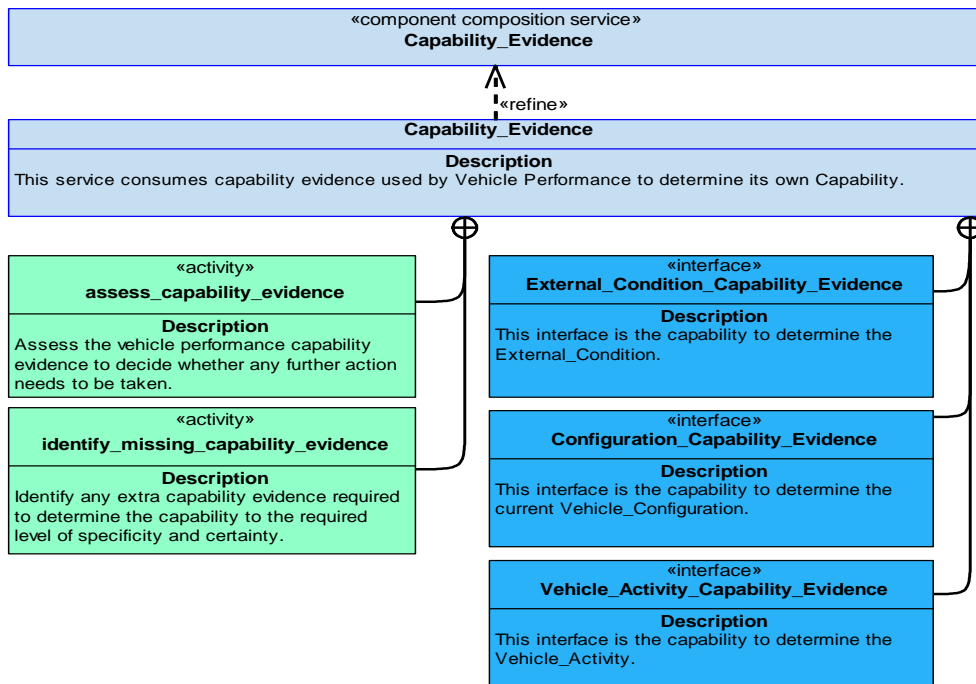 «component composition service»
Capability_Evidence
«refine»
Capability_Evidence
Description
This service consumes capability evidence used by Vehicle Performance to determine its own Capability.
«activity»
assess_capability_evidence
Description
Assess the vehicle performance capability
evidence to decide whether any further action
needs to be taken.
«activity»
identify_missing_capability_evidence
Description
Identify any extra capability evidence required
to determine the capability to the required
level of specificity and certainty.
«interface»
External_Condition_Capability_Evidence
Description
This interface is the capability to determine the
External_Condition.
«interface»
Configuration_Capability_Evidence
Description
This interface is the capability to determine the
current Vehicle_Configuration.
«interface»
Vehicle_Activity_Capability_Evidence
Description
This interface is the capability to determine the
Vehicle_Activity.